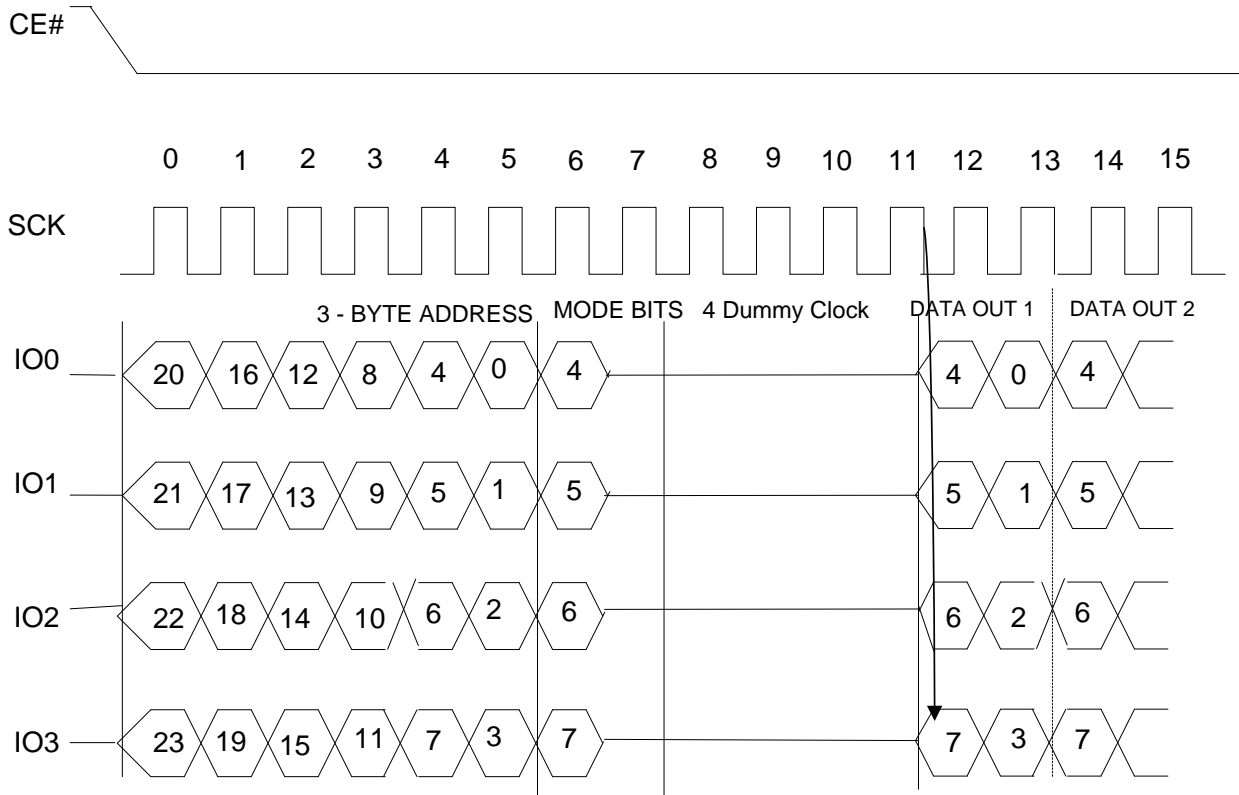 CE#
0 1 2 3 4 5 6 7 8 9 10 11 12 13 14 15
SCK
3 - BYTE ADDRESS MODE BITS 4 Dummy Clock DATA OUT 1 DATA OUT 2
IO0 20 16 12 8 4 0 4 4 0 4
IO1 21 17 13 9 5 1 5 5 1 5
IO2 22 18 14 10 6 2 6 6 2 6
IO3 23 19 15 11 7 3 7 7 3 7